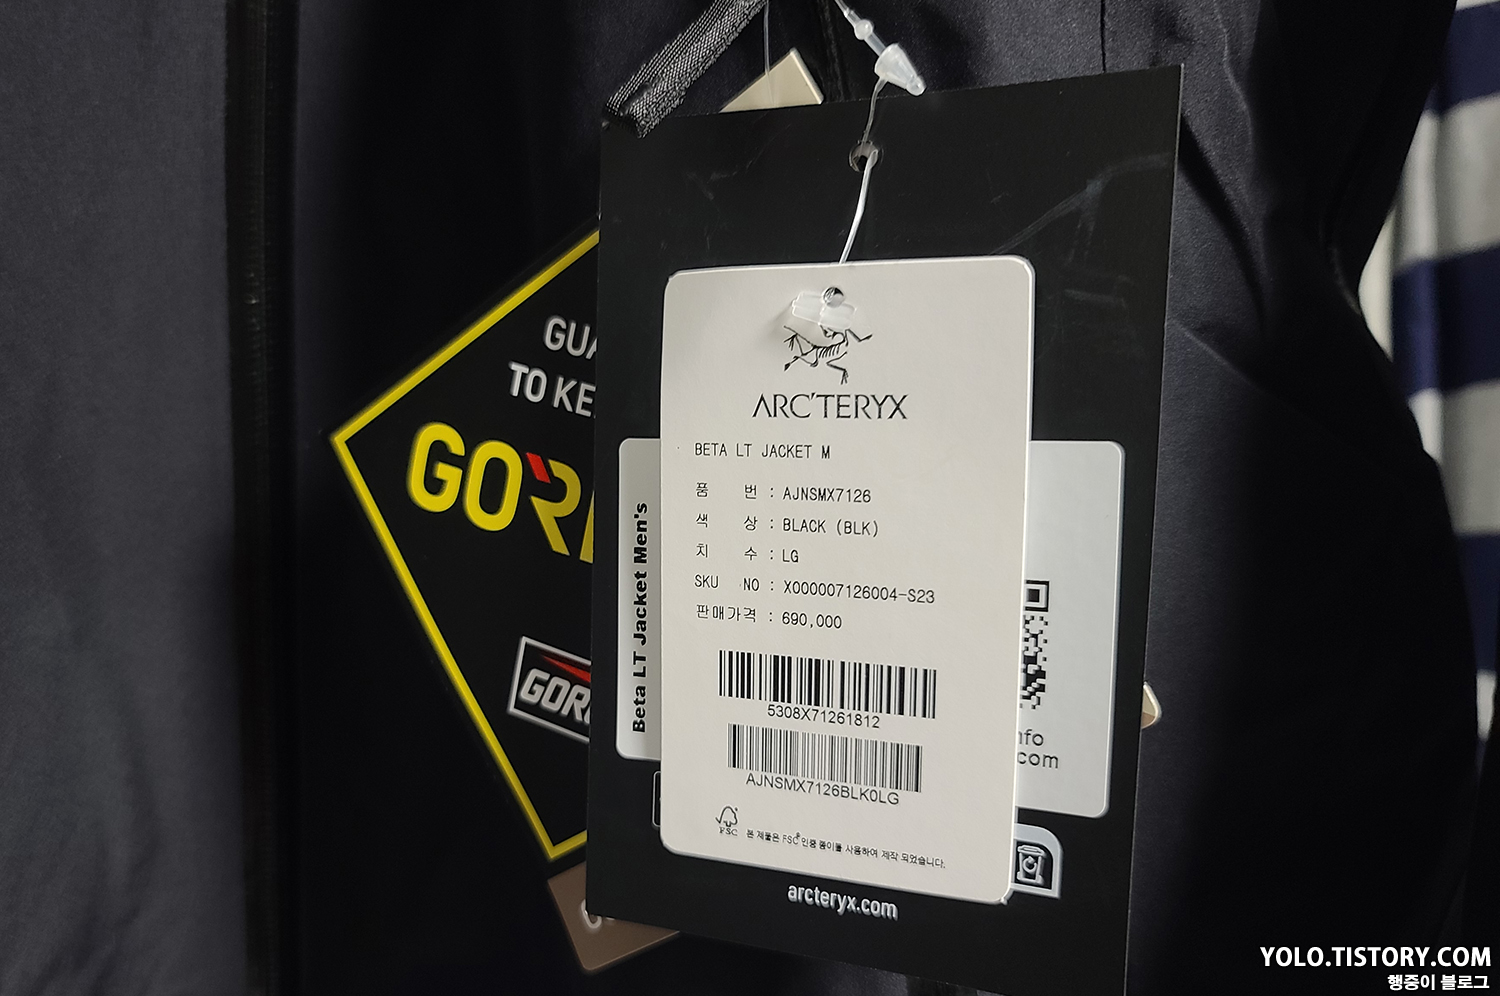 GUA
TO KE
GOR
GOR
Beta LT Jacket Men's
ARC'TERYX
BETA LT JACKET M
품 번 : AJNSMX7126
색 상 : BLACK (BLK)
치 수 : LG
SKU NO : X000007126004-S23
판매가격 : 690,000
5308X71261812
AJNSMX7126BLK0LG
FSC
본 제품은 FSC® 인증 종이를 사용하여 제작 되었습니다.
nfo
.com
arcteryx.com
YOLO.TISTORY.COM
행중이 블로그